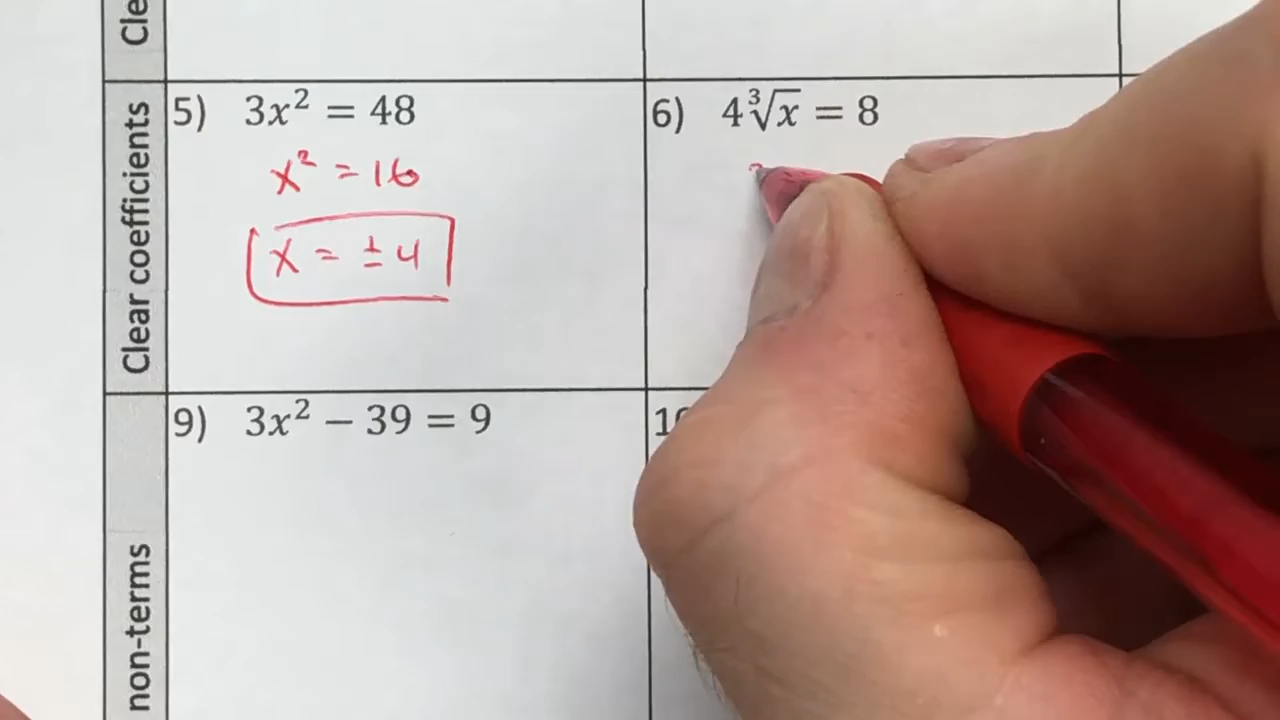 Cle
Clear coefficients
5) 3x² = 48
x² = 16
x = ±4
6) 4∛x = 8
9) 3x² − 39 = 9
non-terms